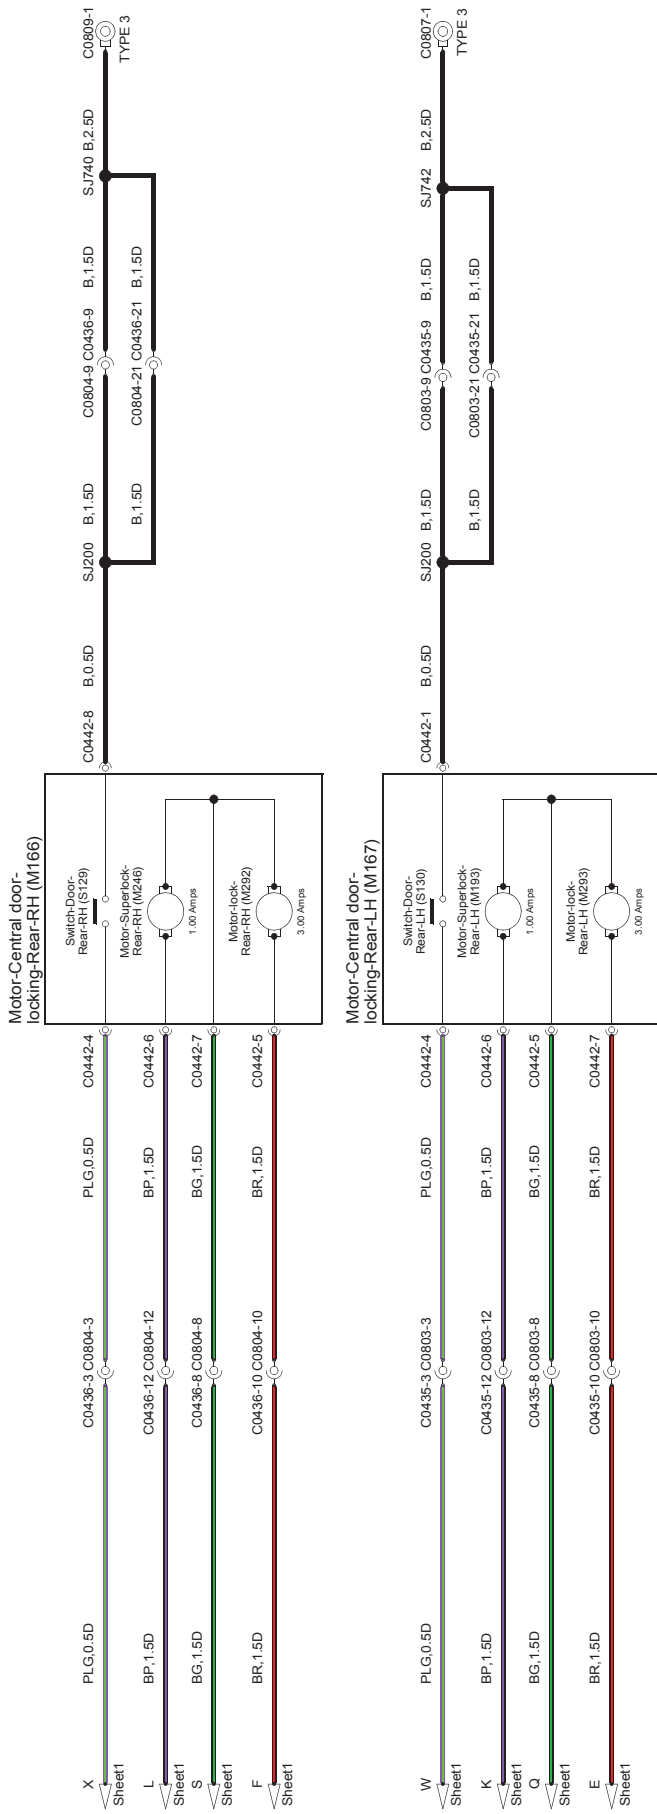 Motor-Central door-
locking-Rear-RH (M166)
X
Sheet1
PLG,0.5D
C0436-3
C0804-3
PLG,0.5D
C0442-4
Switch-Door-
Rear-RH (S129)
C0442-8
B,0.5D
SJ200
B,1.5D
C0804-9
C0436-9
B,1.5D
SJ740
B,2.5D
C0809-1
TYPE 3
B,1.5D
C0804-21
C0436-21
B,1.5D
L
Sheet1
BP,1.5D
C0436-12
C0804-12
BP,1.5D
C0442-6
Motor-Superlock-
Rear-RH (M246)
1.00 Amps
S
Sheet1
BG,1.5D
C0436-8
C0804-8
BG,1.5D
C0442-7
F
Sheet1
BR,1.5D
C0436-10
C0804-10
BR,1.5D
C0442-5
Motor-lock-
Rear-RH (M292)
3.00 Amps
Motor-Central door-
locking-Rear-LH (M167)
W
Sheet1
PLG,0.5D
C0435-3
C0803-3
PLG,0.5D
C0442-4
Switch-Door-
Rear-LH (S130)
C0442-1
B,0.5D
SJ200
B,1.5D
C0803-9
C0435-9
B,1.5D
SJ742
B,2.5D
C0807-1
TYPE 3
B,1.5D
C0803-21
C0435-21
B,1.5D
K
Sheet1
BP,1.5D
C0435-12
C0803-12
BP,1.5D
C0442-6
Motor-Superlock-
Rear-LH (M193)
1.00 Amps
Q
Sheet1
BG,1.5D
C0435-8
C0803-8
BG,1.5D
C0442-5
E
Sheet1
BR,1.5D
C0435-10
C0803-10
BR,1.5D
C0442-7
Motor-lock-
Rear-LH (M293)
3.00 Amps